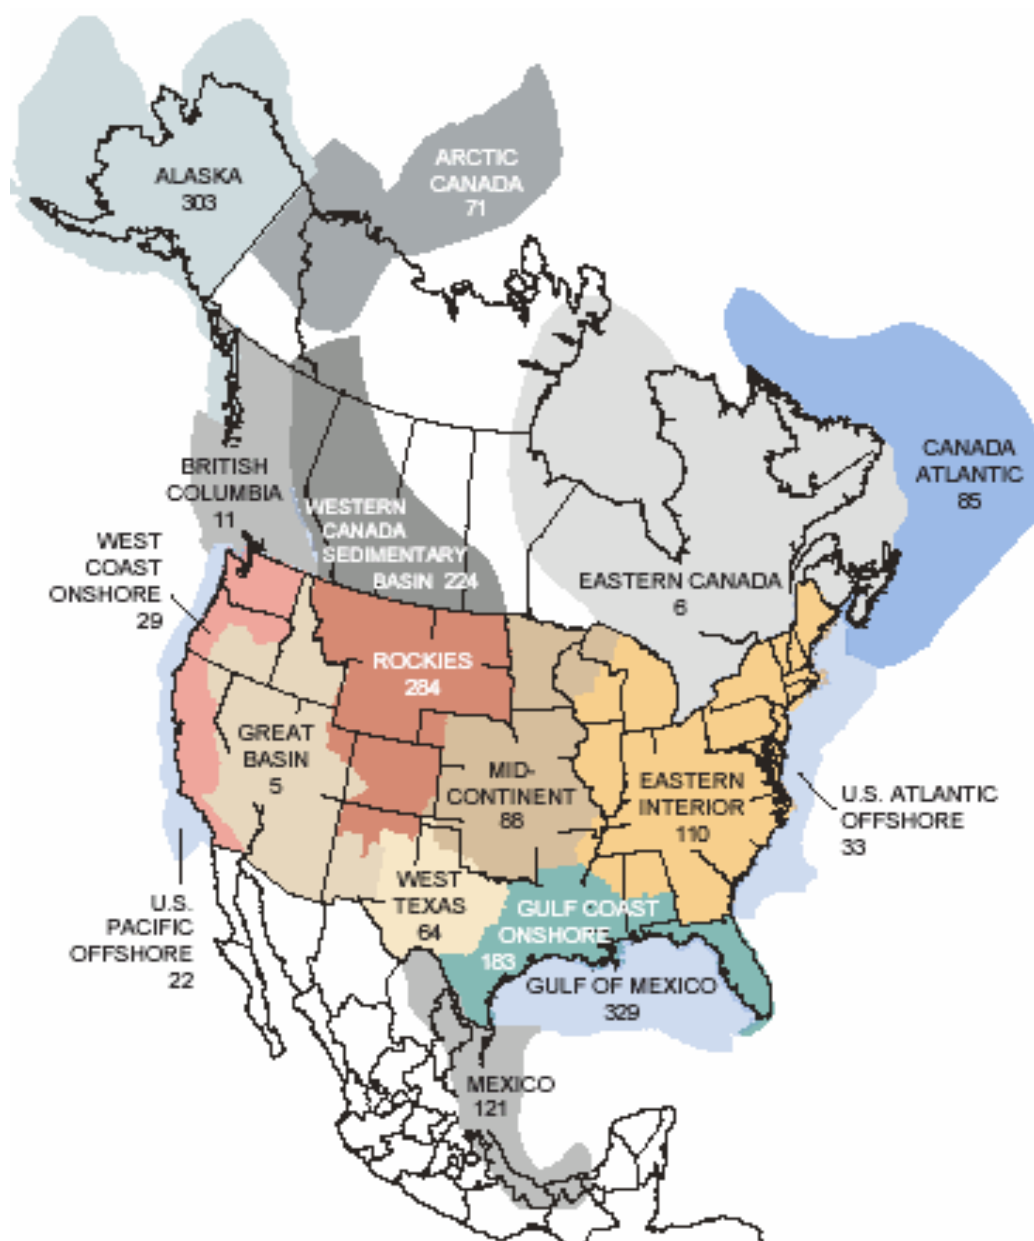 ARCTIC
CANADA
71
ALASKA
303
CANADA
ATLANTIC
85
BRITISH
COLUMBIA
11
WESTERN
CANADA
SEDIMENTARY
BASIN 224
WEST
COAST
ONSHORE
29
EASTERN CANADA
6
ROCKIES
284
GREAT
BASIN
5
MID-
CONTINENT
88
EASTERN
INTERIOR
110
U.S. ATLANTIC
OFFSHORE
33
WEST
TEXAS
64
U.S.
PACIFIC
OFFSHORE
22
GULF COAST
ONSHORE
183
GULF OF MEXICO
329
MEXICO
121